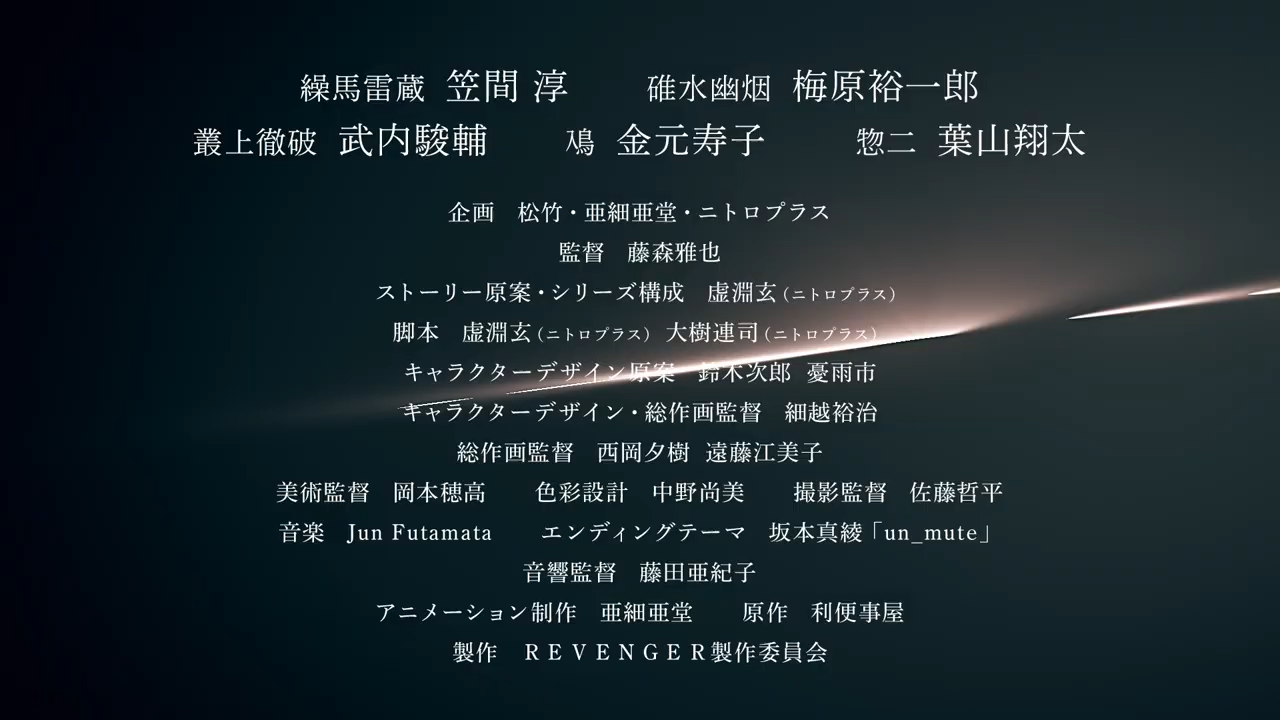 繰馬雷蔵 笠間 淳 碓水幽烟 梅原裕一郎
叢上徹破 武内駿輔 鳰 金元寿子 惣二 葉山翔太
企画 松竹・亜細亜堂・ニトロプラス
監督 藤森雅也
ストーリー原案・シリーズ構成 虚淵玄（ニトロプラス）
脚本 虚淵玄（ニトロプラス） 大樹連司（ニトロプラス）
キャラクターデザイン原案 鈴木次郎 憂雨市
キャラクターデザイン・総作画監督 細越裕治
総作画監督 西岡夕樹 遠藤江美子
美術監督 岡本穂高 色彩設計 中野尚美 撮影監督 佐藤哲平
音楽 Jun Futamata エンディングテーマ 坂本真綾「un_mute」
音響監督 藤田亜紀子
アニメーション制作 亜細亜堂 原作 利便事屋
製作 ＲＥＶＥＮＧＥＲ製作委員会